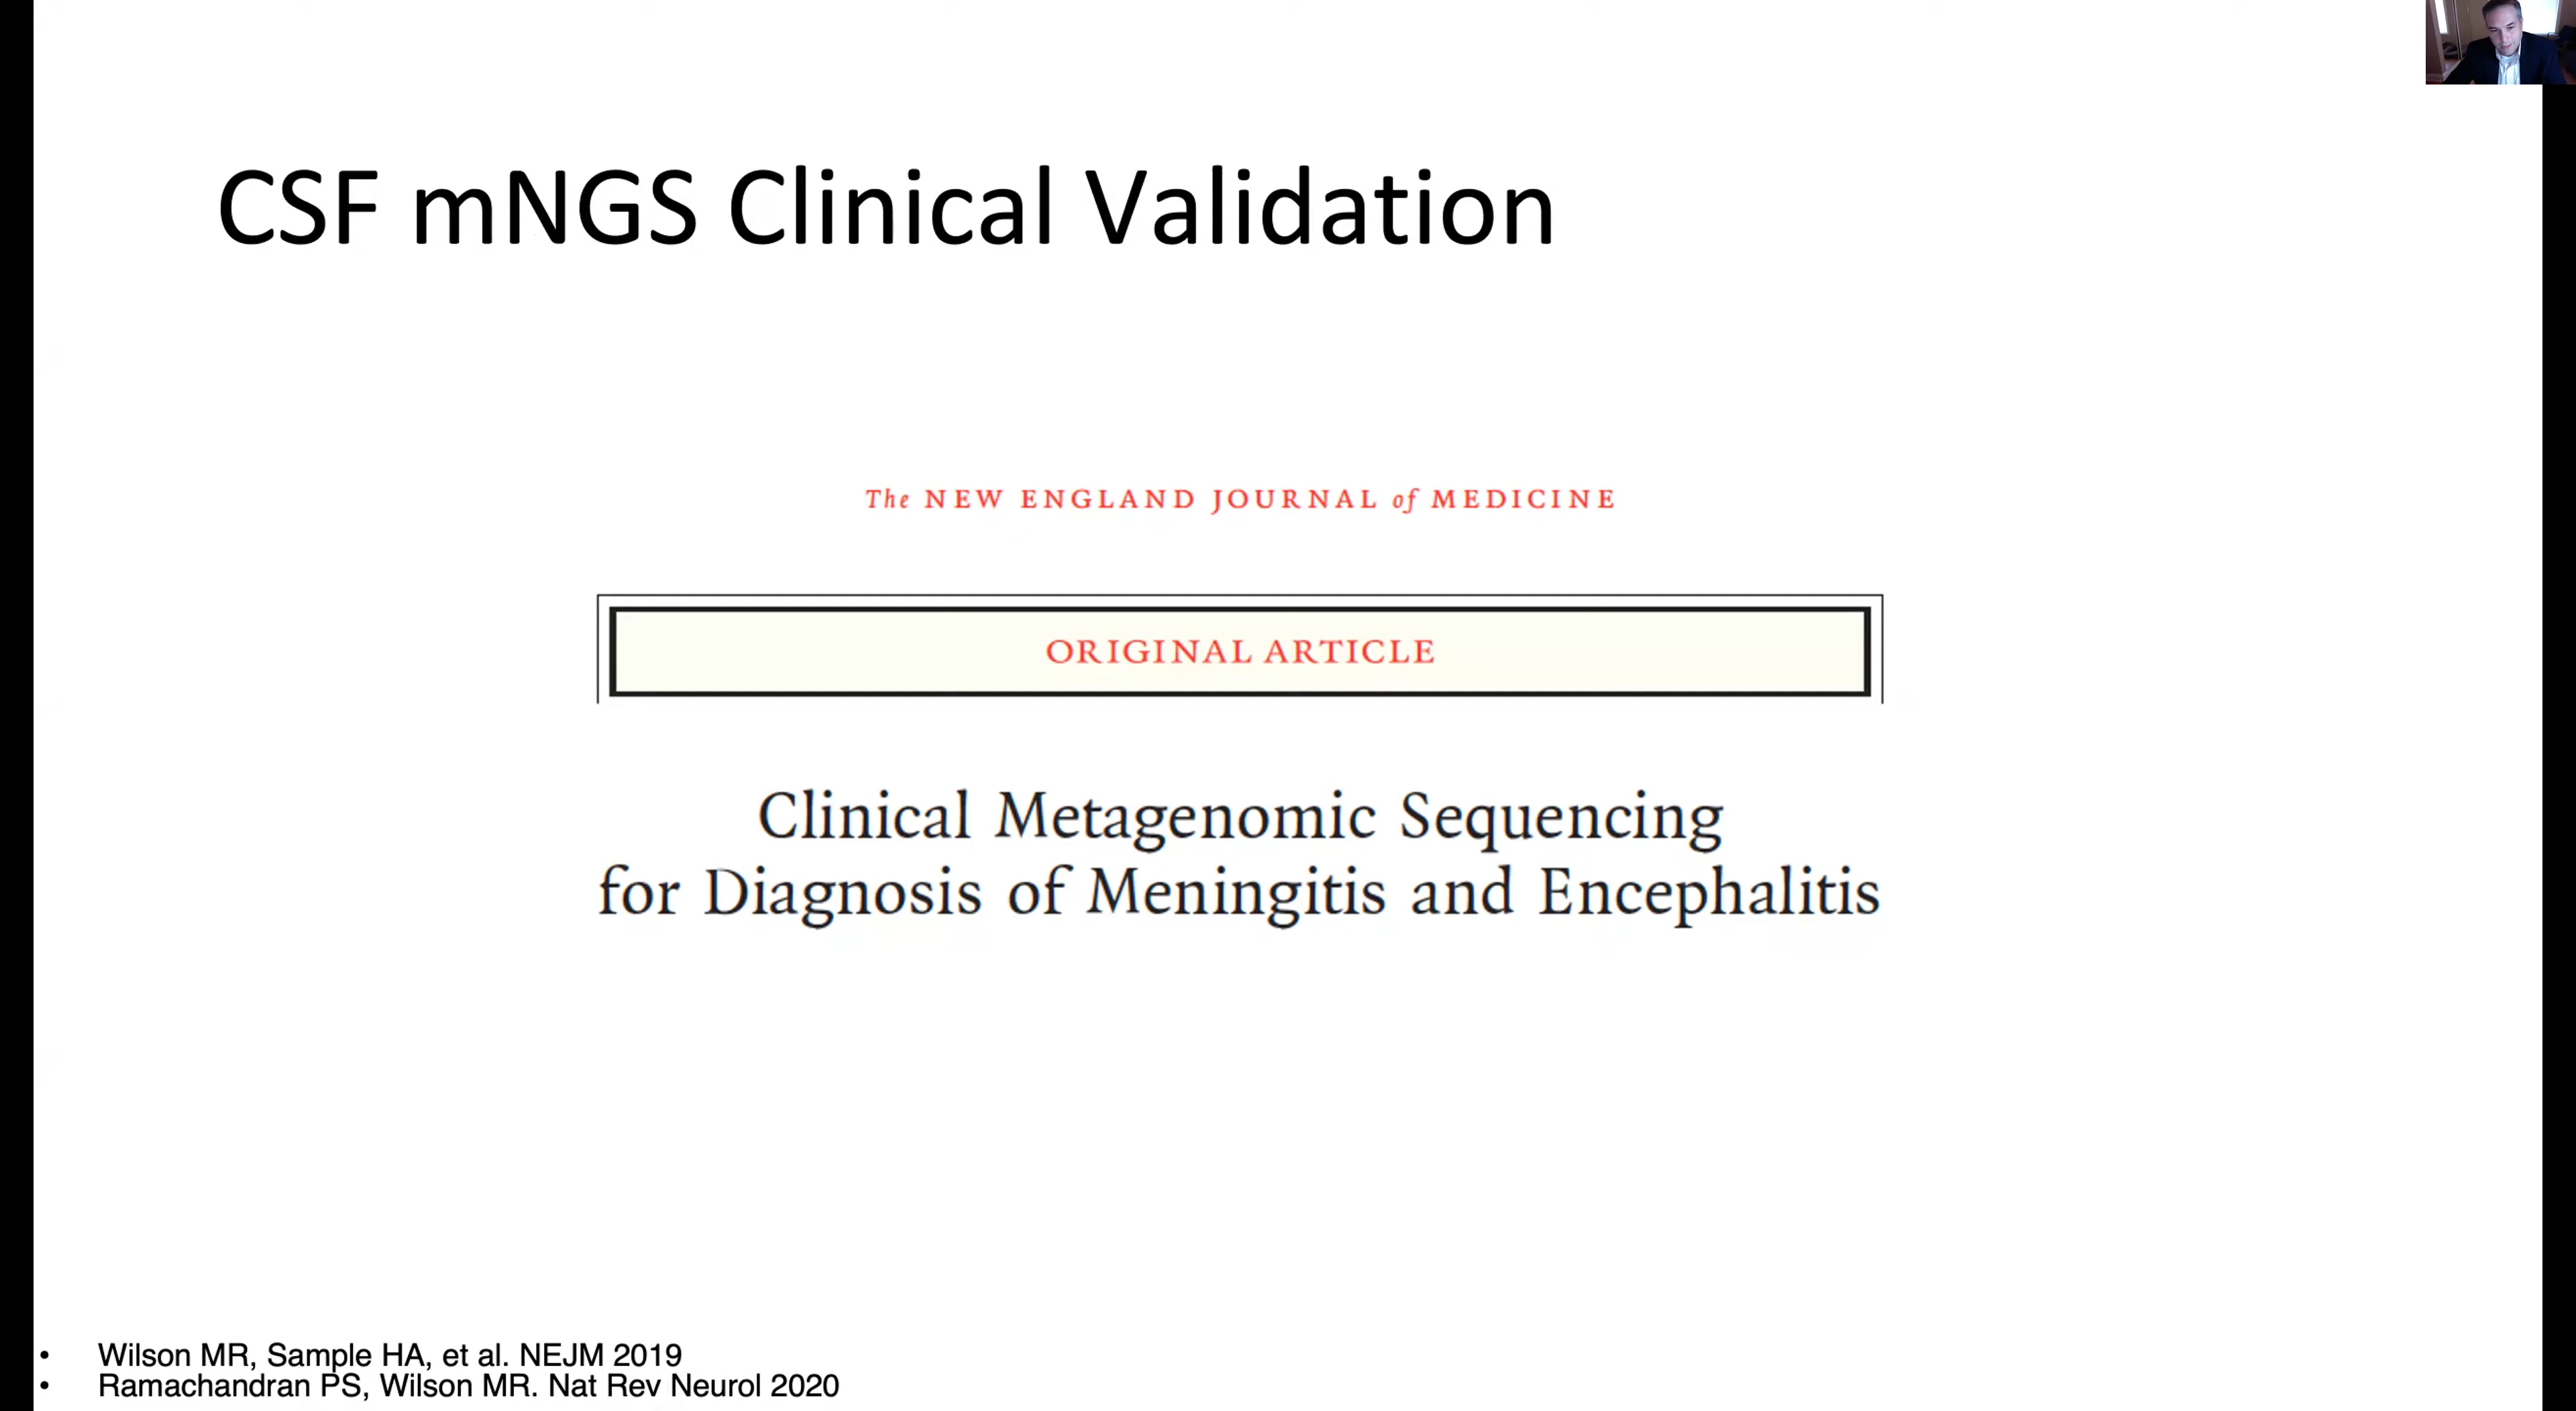 CSF mNGS Clinical Validation
The NEW ENGLAND JOURNAL of MEDICINE
ORIGINAL ARTICLE
Clinical Metagenomic Sequencing
for Diagnosis of Meningitis and Encephalitis
• Wilson MR, Sample HA, et al. NEJM 2019
• Ramachandran PS, Wilson MR. Nat Rev Neurol 2020